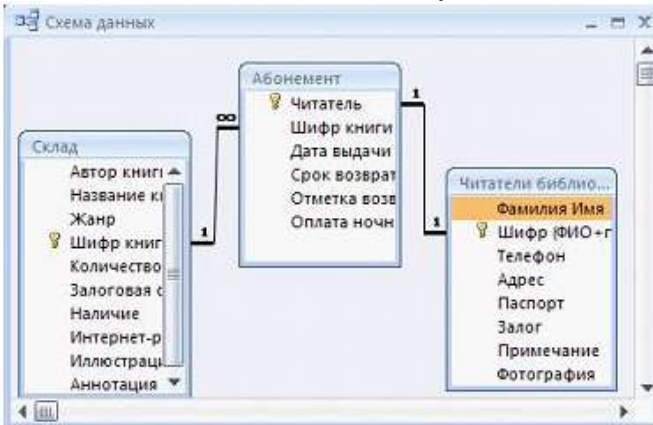 Схема данных
Абонемент
Читатель
Шифр книги
Дата выдачи
Срок возврат
Отметка возв
Оплата ночн
Склад
Автор книги
Название кн
Жанр
Шифр книг
Количество
Залоговая с
Наличие
Интернет-р
Иллюстраци
Аннотация
Читатели библио...
Фамилия Имя
Шифр (ФИО+г
Телефон
Адрес
Паспорт
Залог
Примечание
Фотография
∞
1
1
1